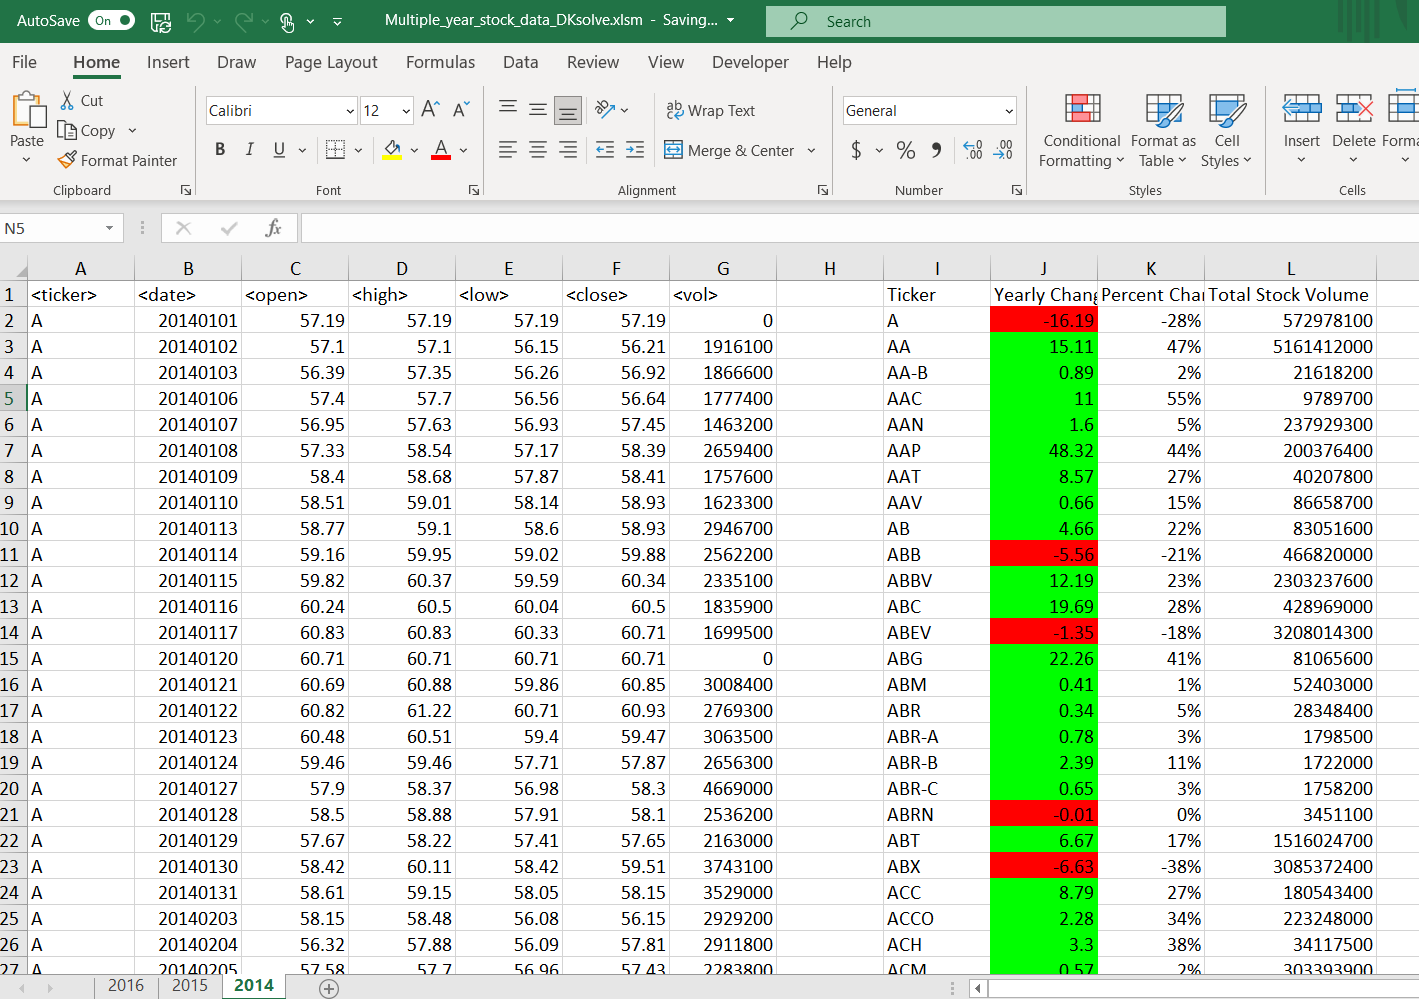 AutoSave On Multiple_year_stock_data_DKsolve.xlsm - Saving... Search
File Home Insert Draw Page Layout Formulas Data Review View Developer Help
Paste Cut Copy Format Painter Clipboard
Calibri 12 A A B I U A Font
ab Wrap Text Merge & Center Alignment
General $ % 9 .00 .00 Number
Conditional Formatting Format as Table Cell Styles Styles
Insert Delete Forma Cells
N5 fx
A B C D E F G H I J K L
1 <ticker> <date> <open> <high> <low> <close> <vol> Ticker Yearly Chang Percent Chan Total Stock Volume
2 A 20140101 57.19 57.19 57.19 57.19 0 A -16.19 -28% 572978100
3 A 20140102 57.1 57.1 56.15 56.21 1916100 AA 15.11 47% 5161412000
4 A 20140103 56.39 57.35 56.26 56.92 1866600 AA-B 0.89 2% 21618200
5 A 20140106 57.4 57.7 56.56 56.64 1777400 AAC 11 55% 9789700
6 A 20140107 56.95 57.63 56.93 57.45 1463200 AAN 1.6 5% 237929300
7 A 20140108 57.33 58.54 57.17 58.39 2659400 AAP 48.32 44% 200376400
8 A 20140109 58.4 58.68 57.87 58.41 1757600 AAT 8.57 27% 40207800
9 A 20140110 58.51 59.01 58.14 58.93 1623300 AAV 0.66 15% 86658700
10 A 20140113 58.77 59.1 58.6 58.93 2946700 AB 4.66 22% 83051600
11 A 20140114 59.16 59.95 59.02 59.88 2562200 ABB -5.56 -21% 466820000
12 A 20140115 59.82 60.37 59.59 60.34 2335100 ABBV 12.19 23% 2303237600
13 A 20140116 60.24 60.5 60.04 60.5 1835900 ABC 19.69 28% 428969000
14 A 20140117 60.83 60.83 60.33 60.71 1699500 ABEV -1.35 -18% 3208014300
15 A 20140120 60.71 60.71 60.71 60.71 0 ABG 22.26 41% 81065600
16 A 20140121 60.69 60.88 59.86 60.85 3008400 ABM 0.41 1% 52403000
17 A 20140122 60.82 61.22 60.71 60.93 2769300 ABR 0.34 5% 28348400
18 A 20140123 60.48 60.51 59.4 59.47 3063500 ABR-A 0.78 3% 1798500
19 A 20140124 59.46 59.46 57.71 57.87 2656300 ABR-B 2.39 11% 1722000
20 A 20140127 57.9 58.37 56.98 58.3 4669000 ABR-C 0.65 3% 1758200
21 A 20140128 58.5 58.88 57.91 58.1 2536200 ABRN -0.01 0% 3451100
22 A 20140129 57.67 58.22 57.41 57.65 2163000 ABT 6.67 17% 1516024700
23 A 20140130 58.42 60.11 58.42 59.51 3743100 ABX -6.63 -38% 3085372400
24 A 20140131 58.61 59.15 58.05 58.15 3529000 ACC 8.79 27% 180543400
25 A 20140203 58.15 58.48 56.08 56.15 2929200 ACCO 2.28 34% 223248000
26 A 20140204 56.32 57.88 56.09 57.81 2911800 ACH 3.3 38% 34117500
27 A 20140205 57.58 57.7 56.96 57.43 2283800 ACM 0.57 2% 303393900
2016 2015 2014